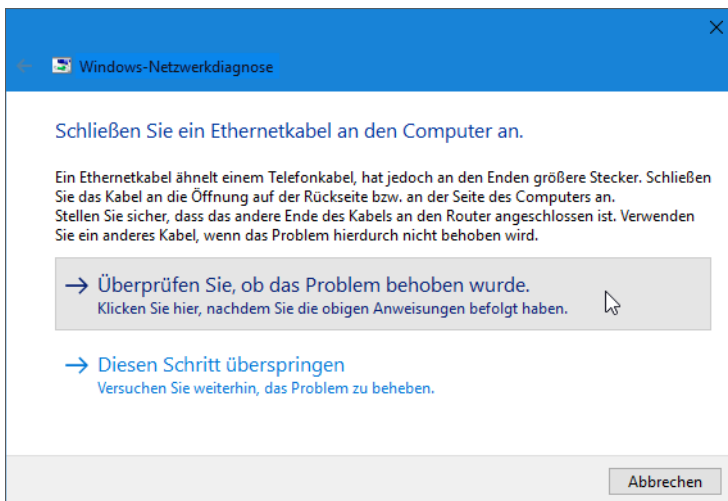 Windows-Netzwerkdiagnose
Schließen Sie ein Ethernetkabel an den Computer an.
Ein Ethernetkabel ähnelt einem Telefonkabel, hat jedoch an den Enden größere Stecker. Schließen
Sie das Kabel an die Öffnung auf der Rückseite bzw. an der Seite des Computers an.
Stellen Sie sicher, dass das andere Ende des Kabels an den Router angeschlossen ist. Verwenden
Sie ein anderes Kabel, wenn das Problem hierdurch nicht behoben wird.
Überprüfen Sie, ob das Problem behoben wurde.
Klicken Sie hier, nachdem Sie die obigen Anweisungen befolgt haben.
Diesen Schritt überspringen
Versuchen Sie weiterhin, das Problem zu beheben.
Abbrechen